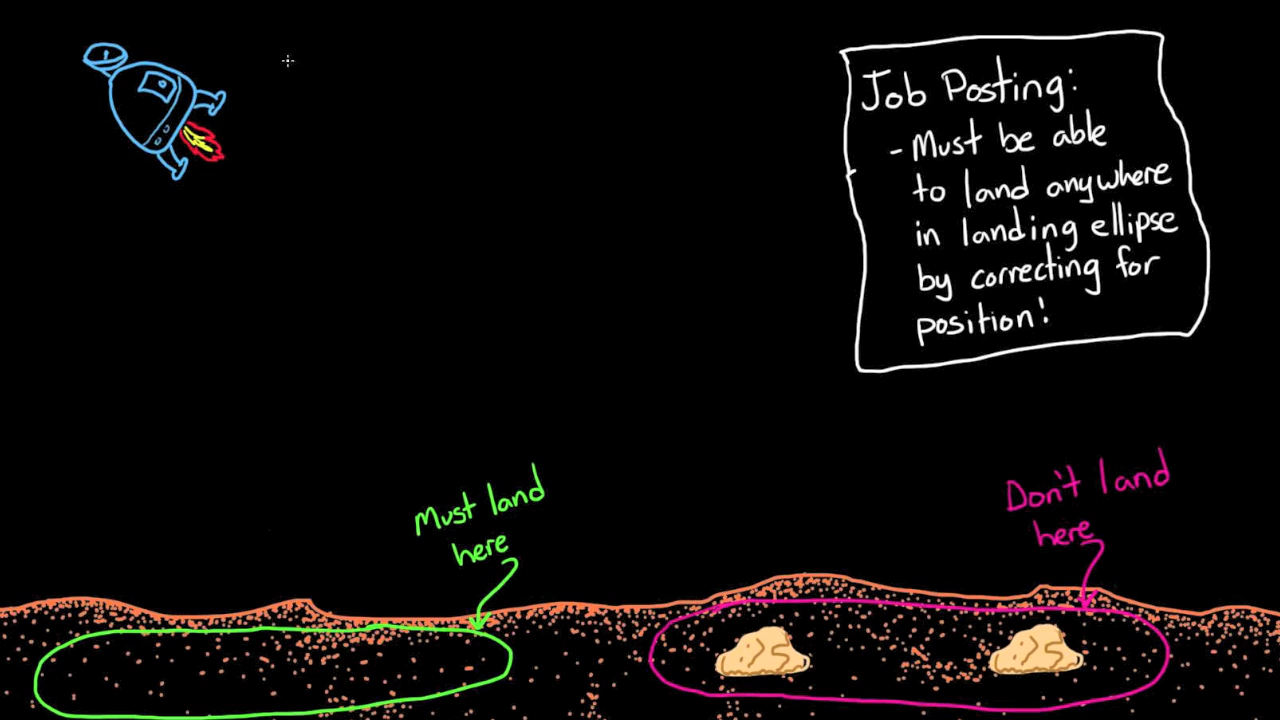 Job Posting:
- Must be able
to land anywhere
in landing ellipse
by correcting for
position!
Must land
here
Don't land
here